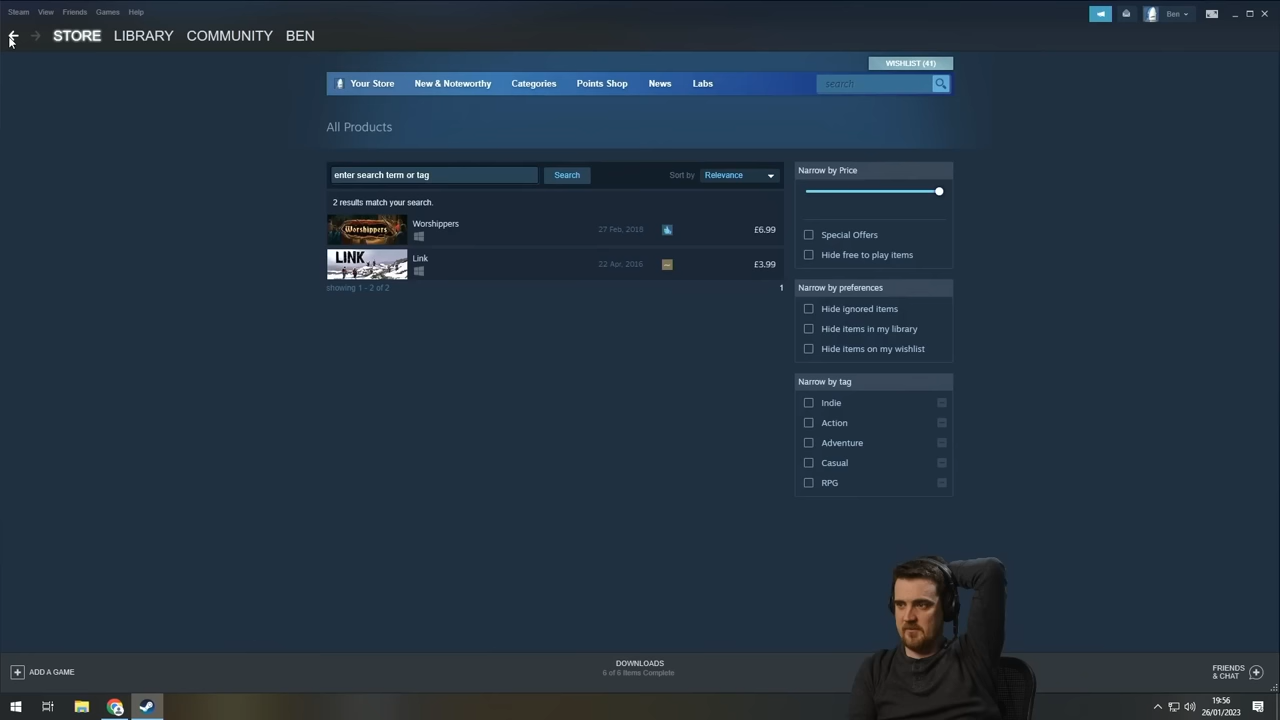 Steam View Friends Games Help
Ben
STORE LIBRARY COMMUNITY BEN
WISHLIST (41)
Your Store New & Noteworthy Categories Points Shop News Labs
search
All Products
enter search term or tag
Search
Sort by Relevance
Narrow by Price
2 results match your search.
Worshippers
Worshippers
27 Feb, 2018
£6.99
LINK
Link
22 Apr, 2016
£3.99
showing 1 - 2 of 2
1
Special Offers
Hide free to play items
Narrow by preferences
Hide ignored items
Hide items in my library
Hide items on my wishlist
Narrow by tag
Indie
Action
Adventure
Casual
RPG
ADD A GAME
DOWNLOADS
6 of 6 Items Complete
FRIENDS
& CHAT
19:56
26/01/2023